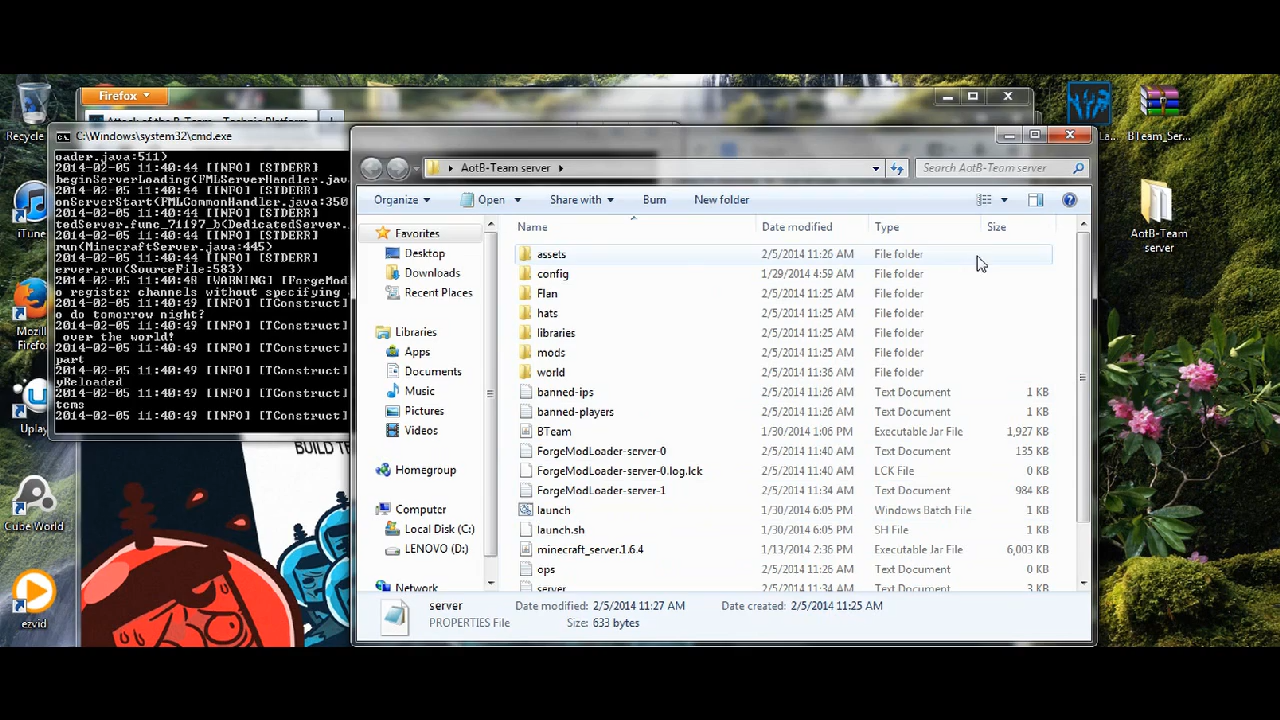 Firefox
Attack of the B-Team - Technic Platform
Recycle
C:\Windows\system32\cmd.exe
oader.java:511)
2014-02-05 11:40:44 [INFO] [STDERR]
beginServerLoading(FMLServerHandler.jav
2014-02-05 11:40:44 [INFO] [STDERR]
onServerStart(FMLCommonHandler.java:350
2014-02-05 11:40:44 [INFO] [STDERR]
tedServer.func_71197_b(DedicatedServer.
2014-02-05 11:40:44 [INFO] [STDERR]
run(MinecraftServer.java:445)
2014-02-05 11:40:44 [INFO] [STDERR]
erver.run(SourceFile:583)
2014-02-05 11:40:48 [WARNING] [ForgeMod
o register channels without specifying
2014-02-05 11:40:49 [INFO] [TConstruct]
o do tomorrow night?
2014-02-05 11:40:49 [INFO] [TConstruct]
over the world!
2014-02-05 11:40:49 [INFO] [TConstruct]
part
2014-02-05 11:40:49 [INFO] [TConstruct]
yReloaded
2014-02-05 11:40:49 [INFO] [TConstruct]
tems
2014-02-05 11:40:49 [INFO] [TConstruct]
AotB-Team server
Search AotB-Team server
Organize Open Share with Burn New folder
Favorites
Desktop
Downloads
Recent Places
Libraries
Apps
Documents
Music
Pictures
Videos
Homegroup
Computer
Local Disk (C:)
LENOVO (D:)
Network
Name Date modified Type Size
assets 2/5/2014 11:26 AM File folder
config 1/29/2014 4:59 AM File folder
Flan 2/5/2014 11:25 AM File folder
hats 2/5/2014 11:25 AM File folder
libraries 2/5/2014 11:25 AM File folder
mods 2/5/2014 11:25 AM File folder
world 2/5/2014 11:36 AM File folder
banned-ips 2/5/2014 11:26 AM Text Document 1 KB
banned-players 2/5/2014 11:26 AM Text Document 1 KB
BTeam 1/30/2014 1:06 PM Executable Jar File 1,927 KB
ForgeModLoader-server-0 2/5/2014 11:40 AM Text Document 135 KB
ForgeModLoader-server-0.log.lck 2/5/2014 11:40 AM LCK File 0 KB
ForgeModLoader-server-1 2/5/2014 11:34 AM Text Document 984 KB
launch 1/30/2014 6:05 PM Windows Batch File 1 KB
launch.sh 1/30/2014 6:05 PM SH File 1 KB
minecraft_server.1.6.4 1/13/2014 2:36 PM Executable Jar File 6,003 KB
ops 2/5/2014 11:26 AM Text Document 0 KB
server 2/5/2014 11:34 AM Text Document 3 KB
server Date modified: 2/5/2014 11:27 AM Date created: 2/5/2014 11:25 AM
PROPERTIES File Size: 633 bytes
iTune
Mozil
Firefo
Uplay
Cube World
ezvid
BUILD TE
La...
BTeam_Ser...
AotB-Team
server